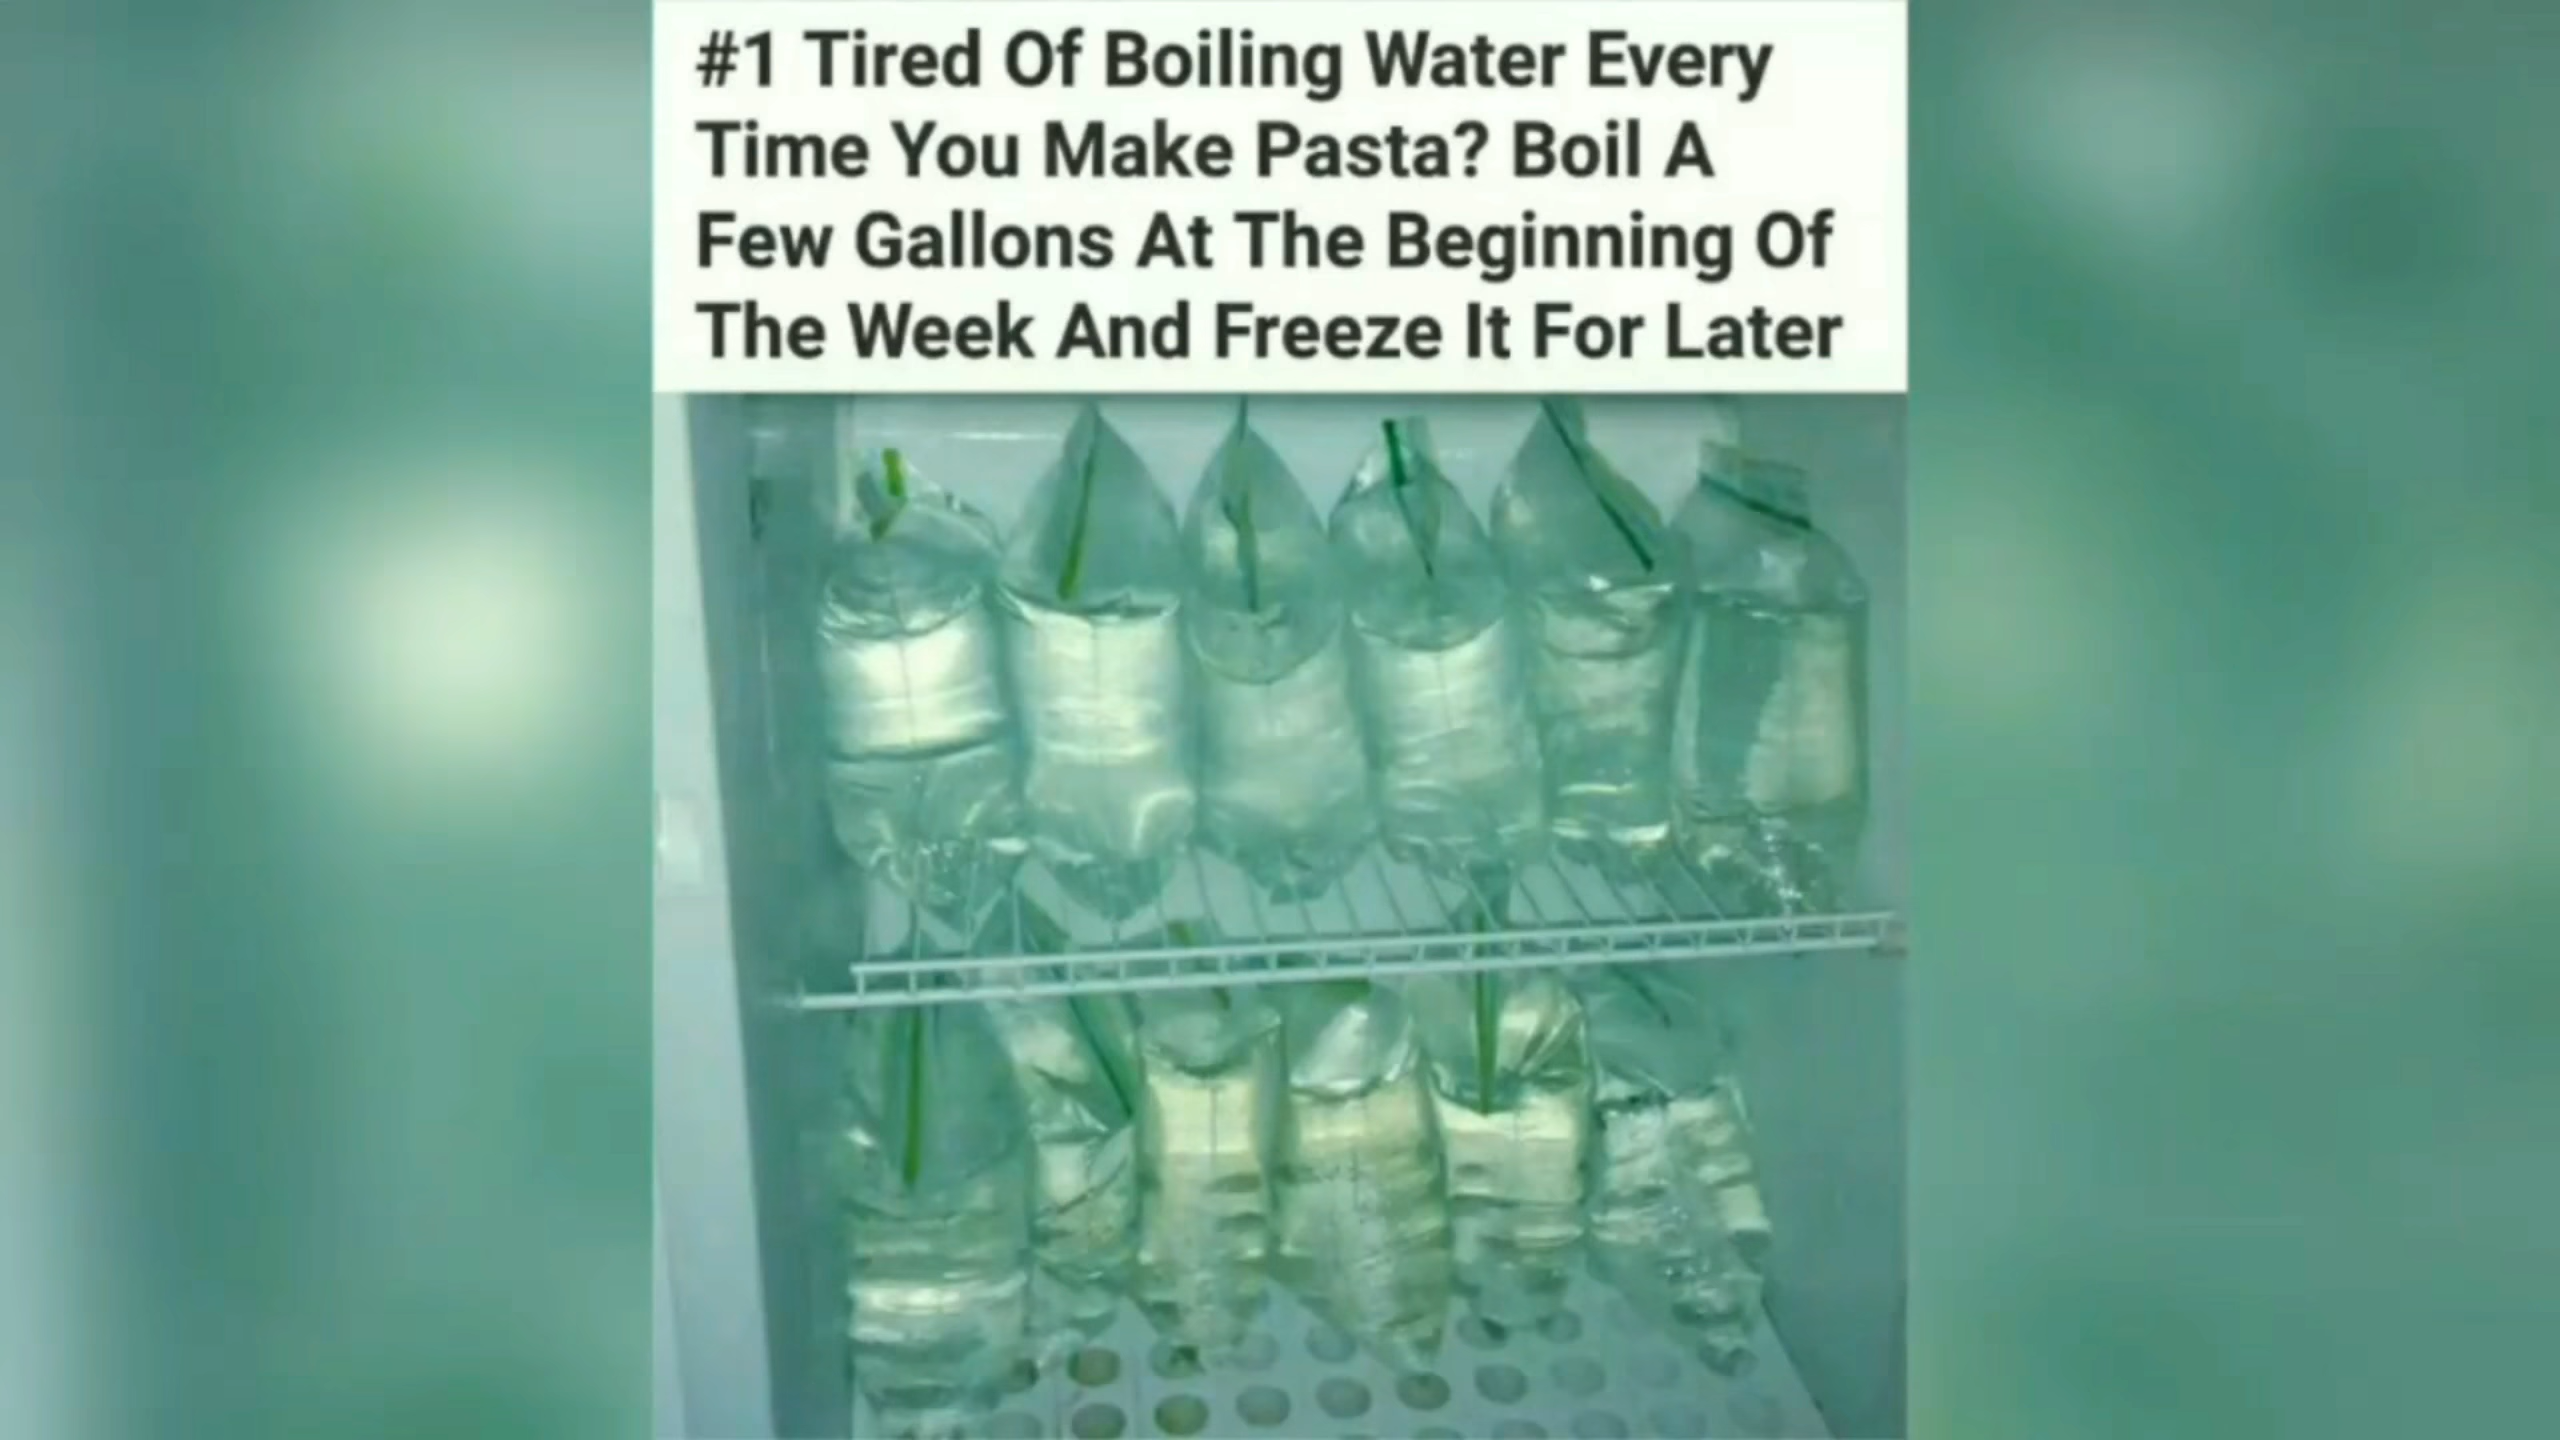 #1 Tired Of Boiling Water Every
Time You Make Pasta? Boil A
Few Gallons At The Beginning Of
The Week And Freeze It For Later